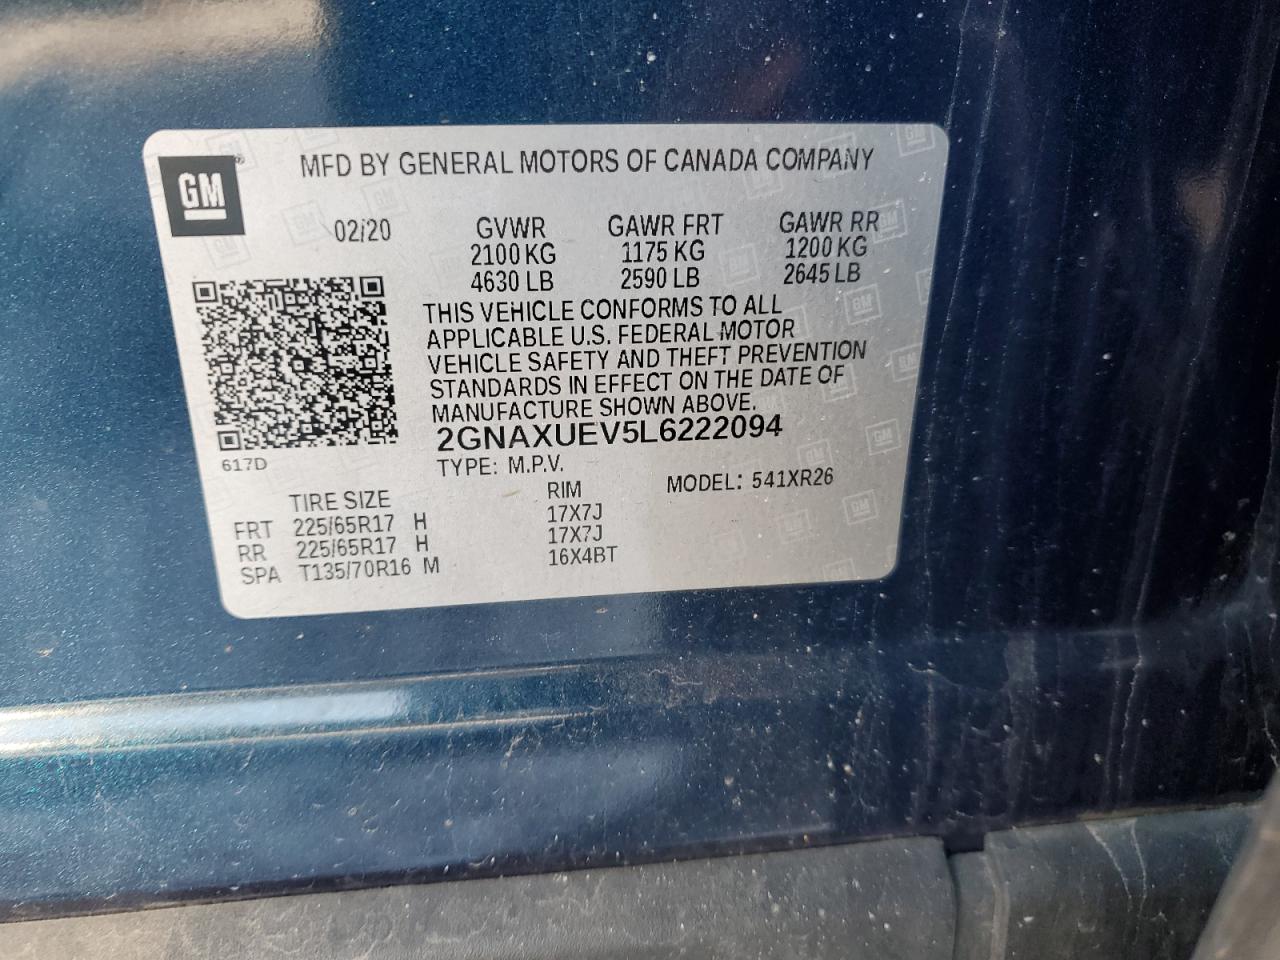 GM
MFD BY GENERAL MOTORS OF CANADA COMPANY
02/20 GVWR GAWR FRT GAWR RR
2100 KG 1175 KG 1200 KG
4630 LB 2590 LB 2645 LB
THIS VEHICLE CONFORMS TO ALL
APPLICABLE U.S. FEDERAL MOTOR
VEHICLE SAFETY AND THEFT PREVENTION
STANDARDS IN EFFECT ON THE DATE OF
MANUFACTURE SHOWN ABOVE.
2GNAXUEV5L6222094
617D
TYPE: M.P.V. MODEL: 541XR26
TIRE SIZE RIM
FRT 225/65R17 H 17X7J
RR 225/65R17 H 17X7J
SPA T135/70R16 M 16X4BT